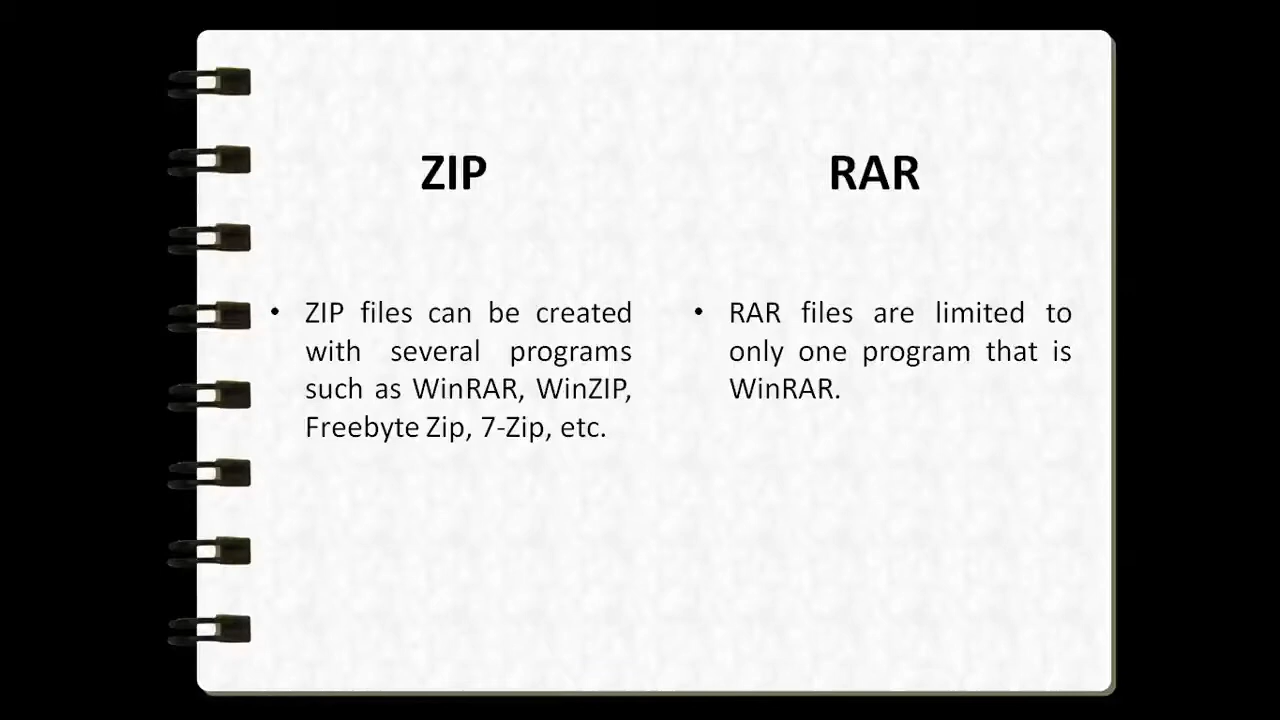 ZIP
RAR
• ZIP files can be created
with several programs
such as WinRAR, WinZIP,
Freebyte Zip, 7-Zip, etc.
• RAR files are limited to
only one program that is
WinRAR.